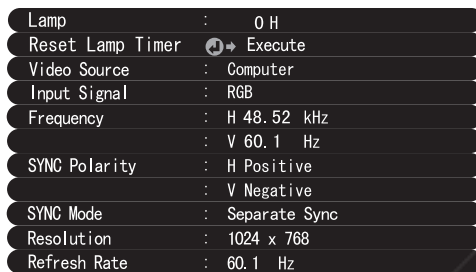 Lamp : 0 H
Reset Lamp Timer Execute
Video Source : Computer
Input Signal : RGB
Frequency : H 48.52 kHz
: V 60.1 Hz
SYNC Polarity : H Positive
: V Negative
SYNC Mode : Separate Sync
Resolution : 1024 x 768
Refresh Rate : 60.1 Hz